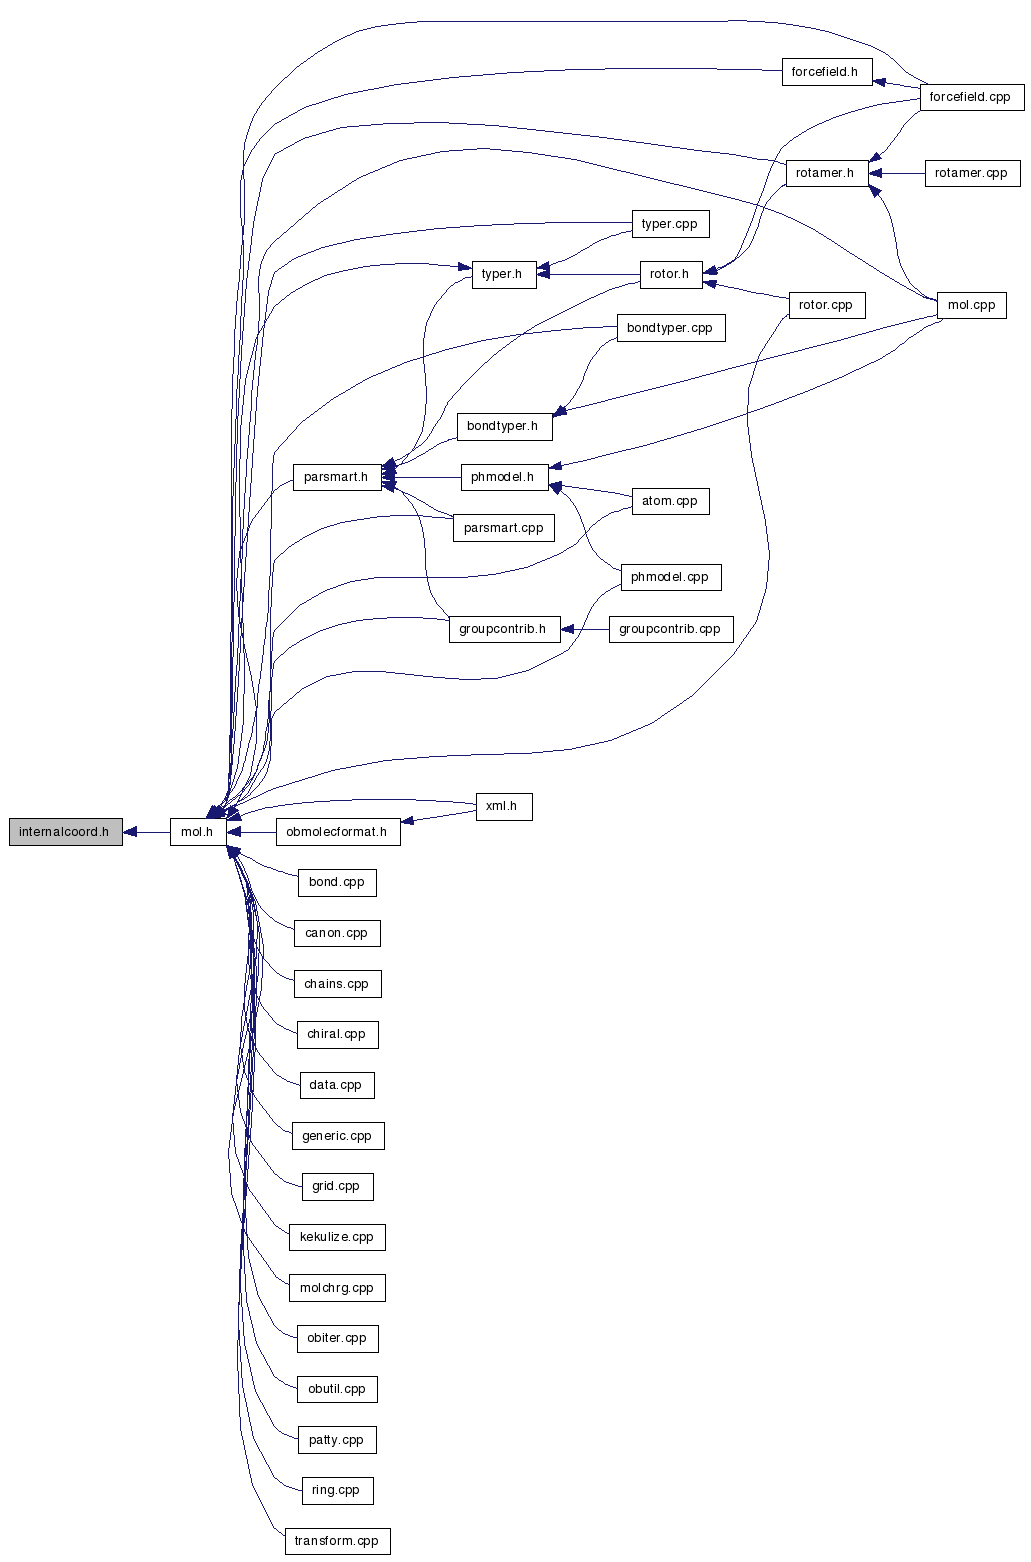 forcefield.h
forcefield.cpp
rotamer.h
rotamer.cpp
typer.cpp
typer.h
rotor.h
rotor.cpp
mol.cpp
bondtyper.cpp
bondtyper.h
parsmart.h
phmodel.h
atom.cpp
parsmart.cpp
phmodel.cpp
groupcontrib.h
groupcontrib.cpp
xml.h
internalcoord.h
mol.h
obmolecformat.h
bond.cpp
canon.cpp
chains.cpp
chiral.cpp
data.cpp
generic.cpp
grid.cpp
kekulize.cpp
molchrg.cpp
obiter.cpp
obutil.cpp
patty.cpp
ring.cpp
transform.cpp